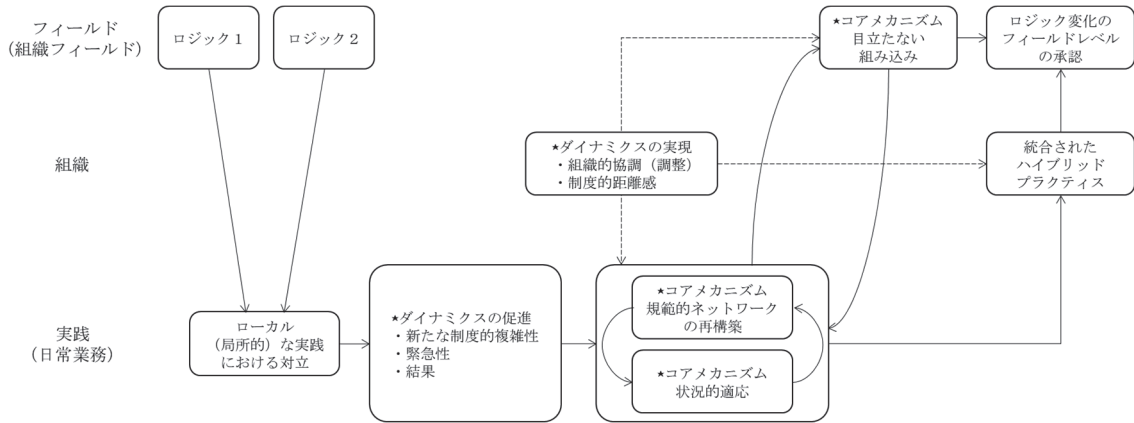 フィールド
(組織フィールド)
ロジック1
ロジック2
★コアメカニズム
目立たない
組み込み
ロジック変化の
フィールドレベル
の承認
組織
★ダイナミクスの実現
・組織的協調（調整）
・制度的距離感
統合された
ハイブリッド
プラクティス
実践
(日常業務)
ローカル
（局所的）な実践
における対立
★ダイナミクスの促進
・新たな制度的複雑性
・緊急性
・結果
★コアメカニズム
規範的ネットワーク
の再構築
★コアメカニズム
状況的適応